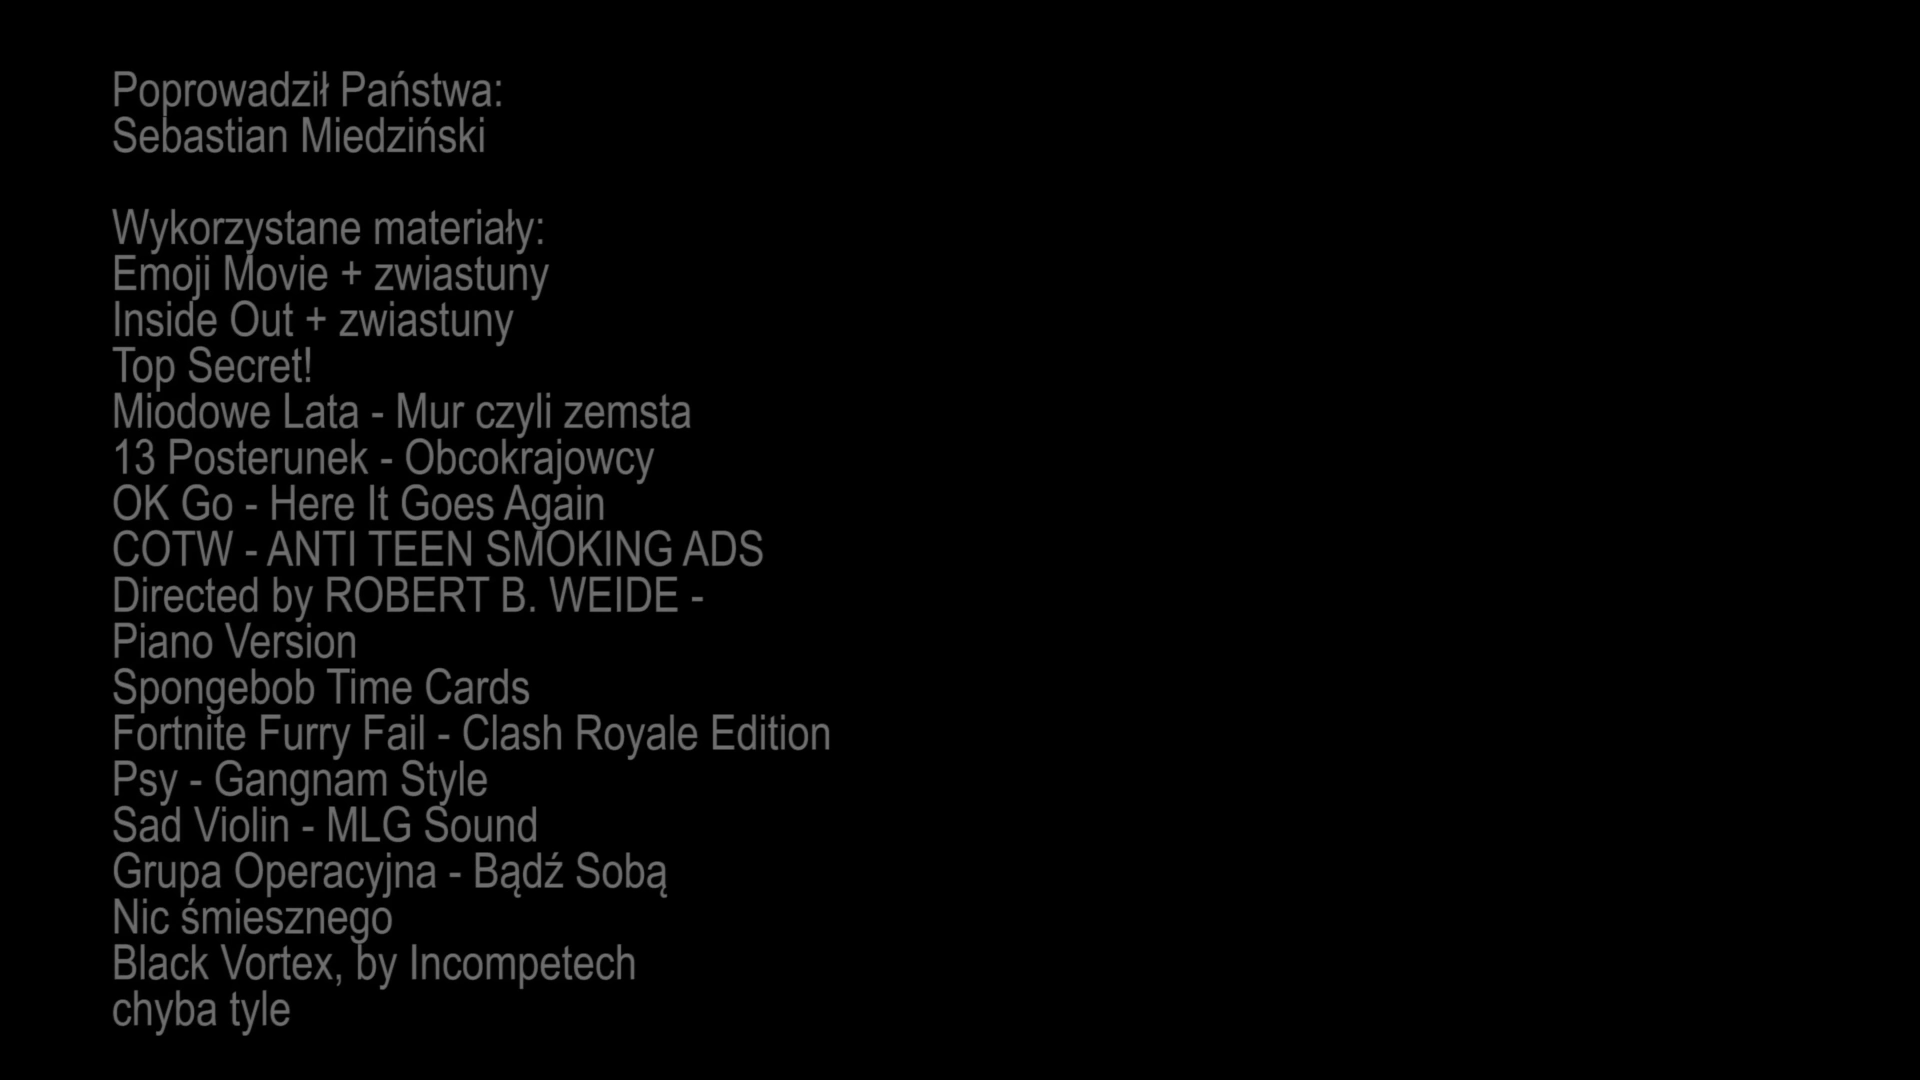 Poprowadził Państwa:
Sebastian Miedziński
Wykorzystane materiały:
Emoji Movie + zwiastuny
Inside Out + zwiastuny
Top Secret!
Miodowe Lata - Mur czyli zemsta
13 Posterunek - Obcokrajowcy
OK Go - Here It Goes Again
COTW - ANTI TEEN SMOKING ADS
Directed by ROBERT B. WEIDE -
Piano Version
Spongebob Time Cards
Fortnite Furry Fail - Clash Royale Edition
Psy - Gangnam Style
Sad Violin - MLG Sound
Grupa Operacyjna - Bądź Sobą
Nic śmiesznego
Black Vortex, by Incompetech
chyba tyle